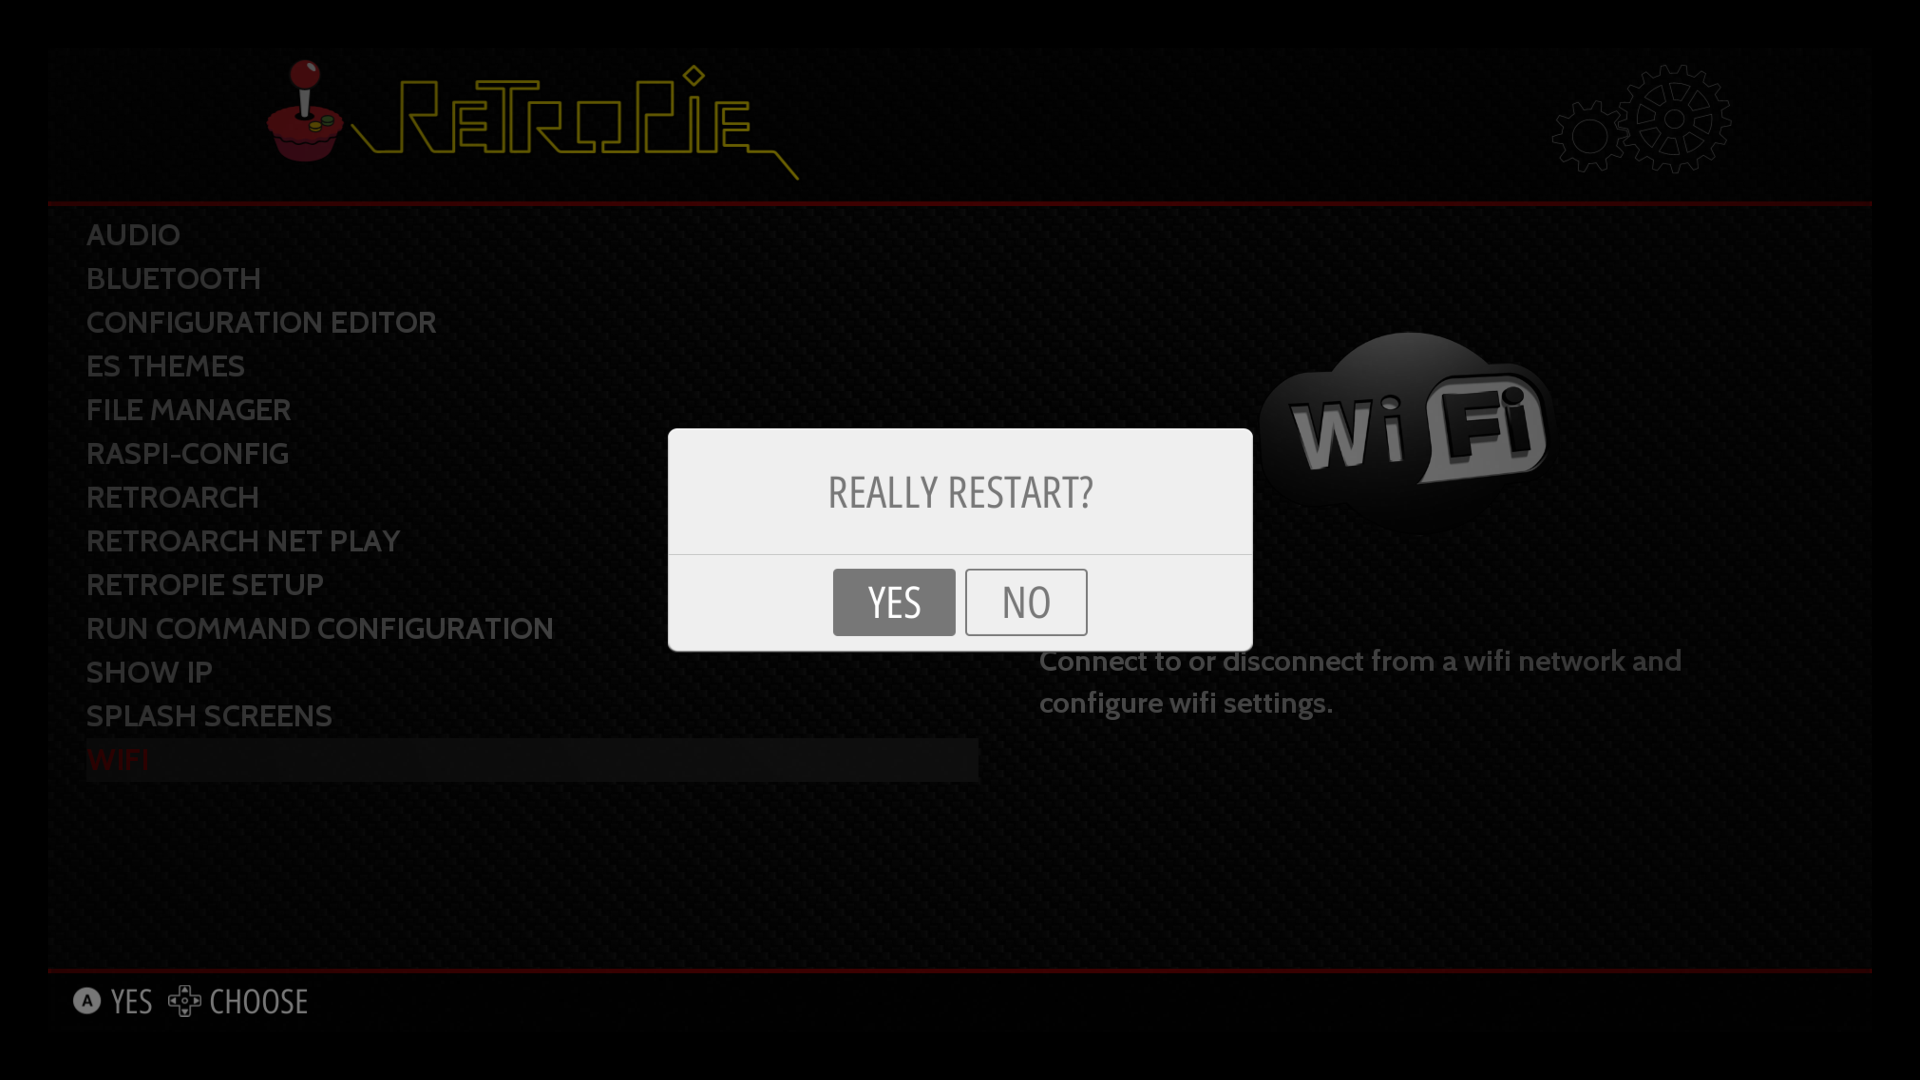 RETROPIE
AUDIO
BLUETOOTH
CONFIGURATION EDITOR
ES THEMES
FILE MANAGER
RASPI-CONFIG
RETROARCH
RETROARCH NET PLAY
RETROPIE SETUP
RUN COMMAND CONFIGURATION
SHOW IP
SPLASH SCREENS
WIFI
Wi Fi
Connect to or disconnect from a wifi network and
configure wifi settings.
REALLY RESTART?
YES
NO
A YES CHOOSE